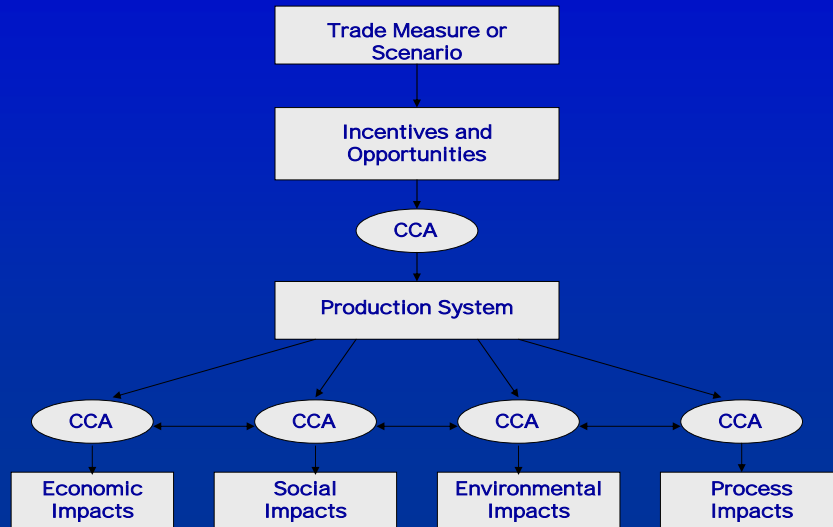 Trade Measure or
Scenario
Incentives and
Opportunities
CCA
Production System
CCA
CCA
CCA
CCA
Economic
Impacts
Social
Impacts
Environmental
Impacts
Process
Impacts